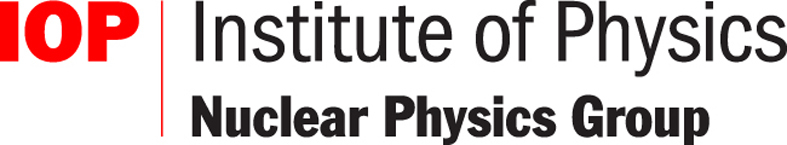 IOP Institute of Physics
Nuclear Physics Group